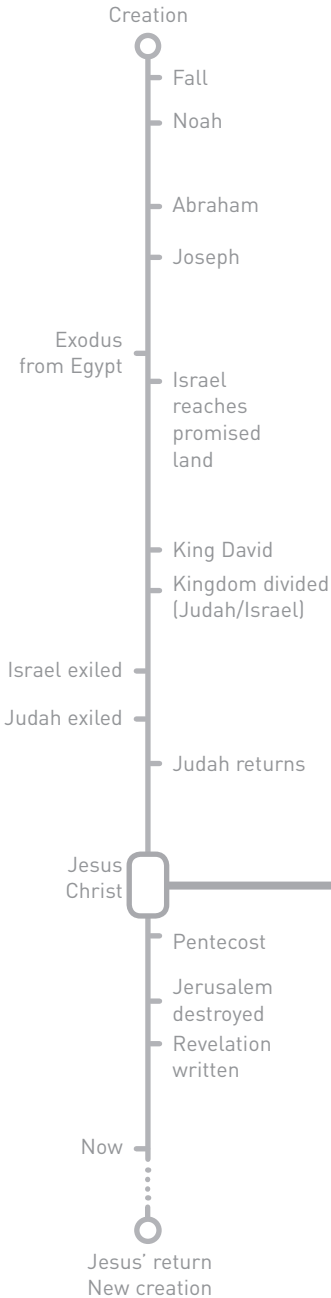 Creation
Fall
Noah
Abraham
Joseph
Exodus
from Egypt
Israel
reaches
promised
land
King David
Kingdom divided
(Judah/Israel)
Israel exiled
Judah exiled
Judah returns
Jesus
Christ
Pentecost
Jerusalem
destroyed
Revelation
written
Now
Jesus’ return
New creation